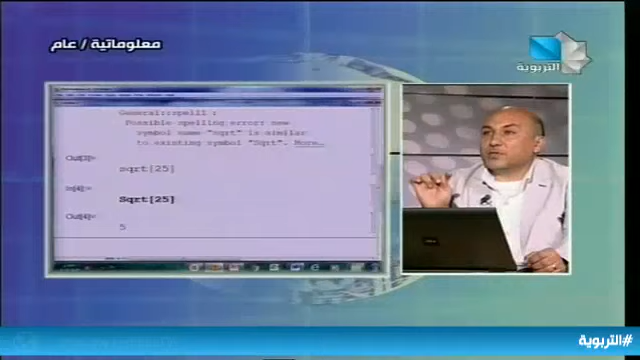 معلوماتية / عام
التربوية
General::spell1 :
Possible spelling error: new
symbol name "sqrt" is similar
to existing symbol "Sqrt". More…
Out[3]=
sqrt[25]
In[4]:=
Sqrt[25]
Out[4]=
5
#التربوية